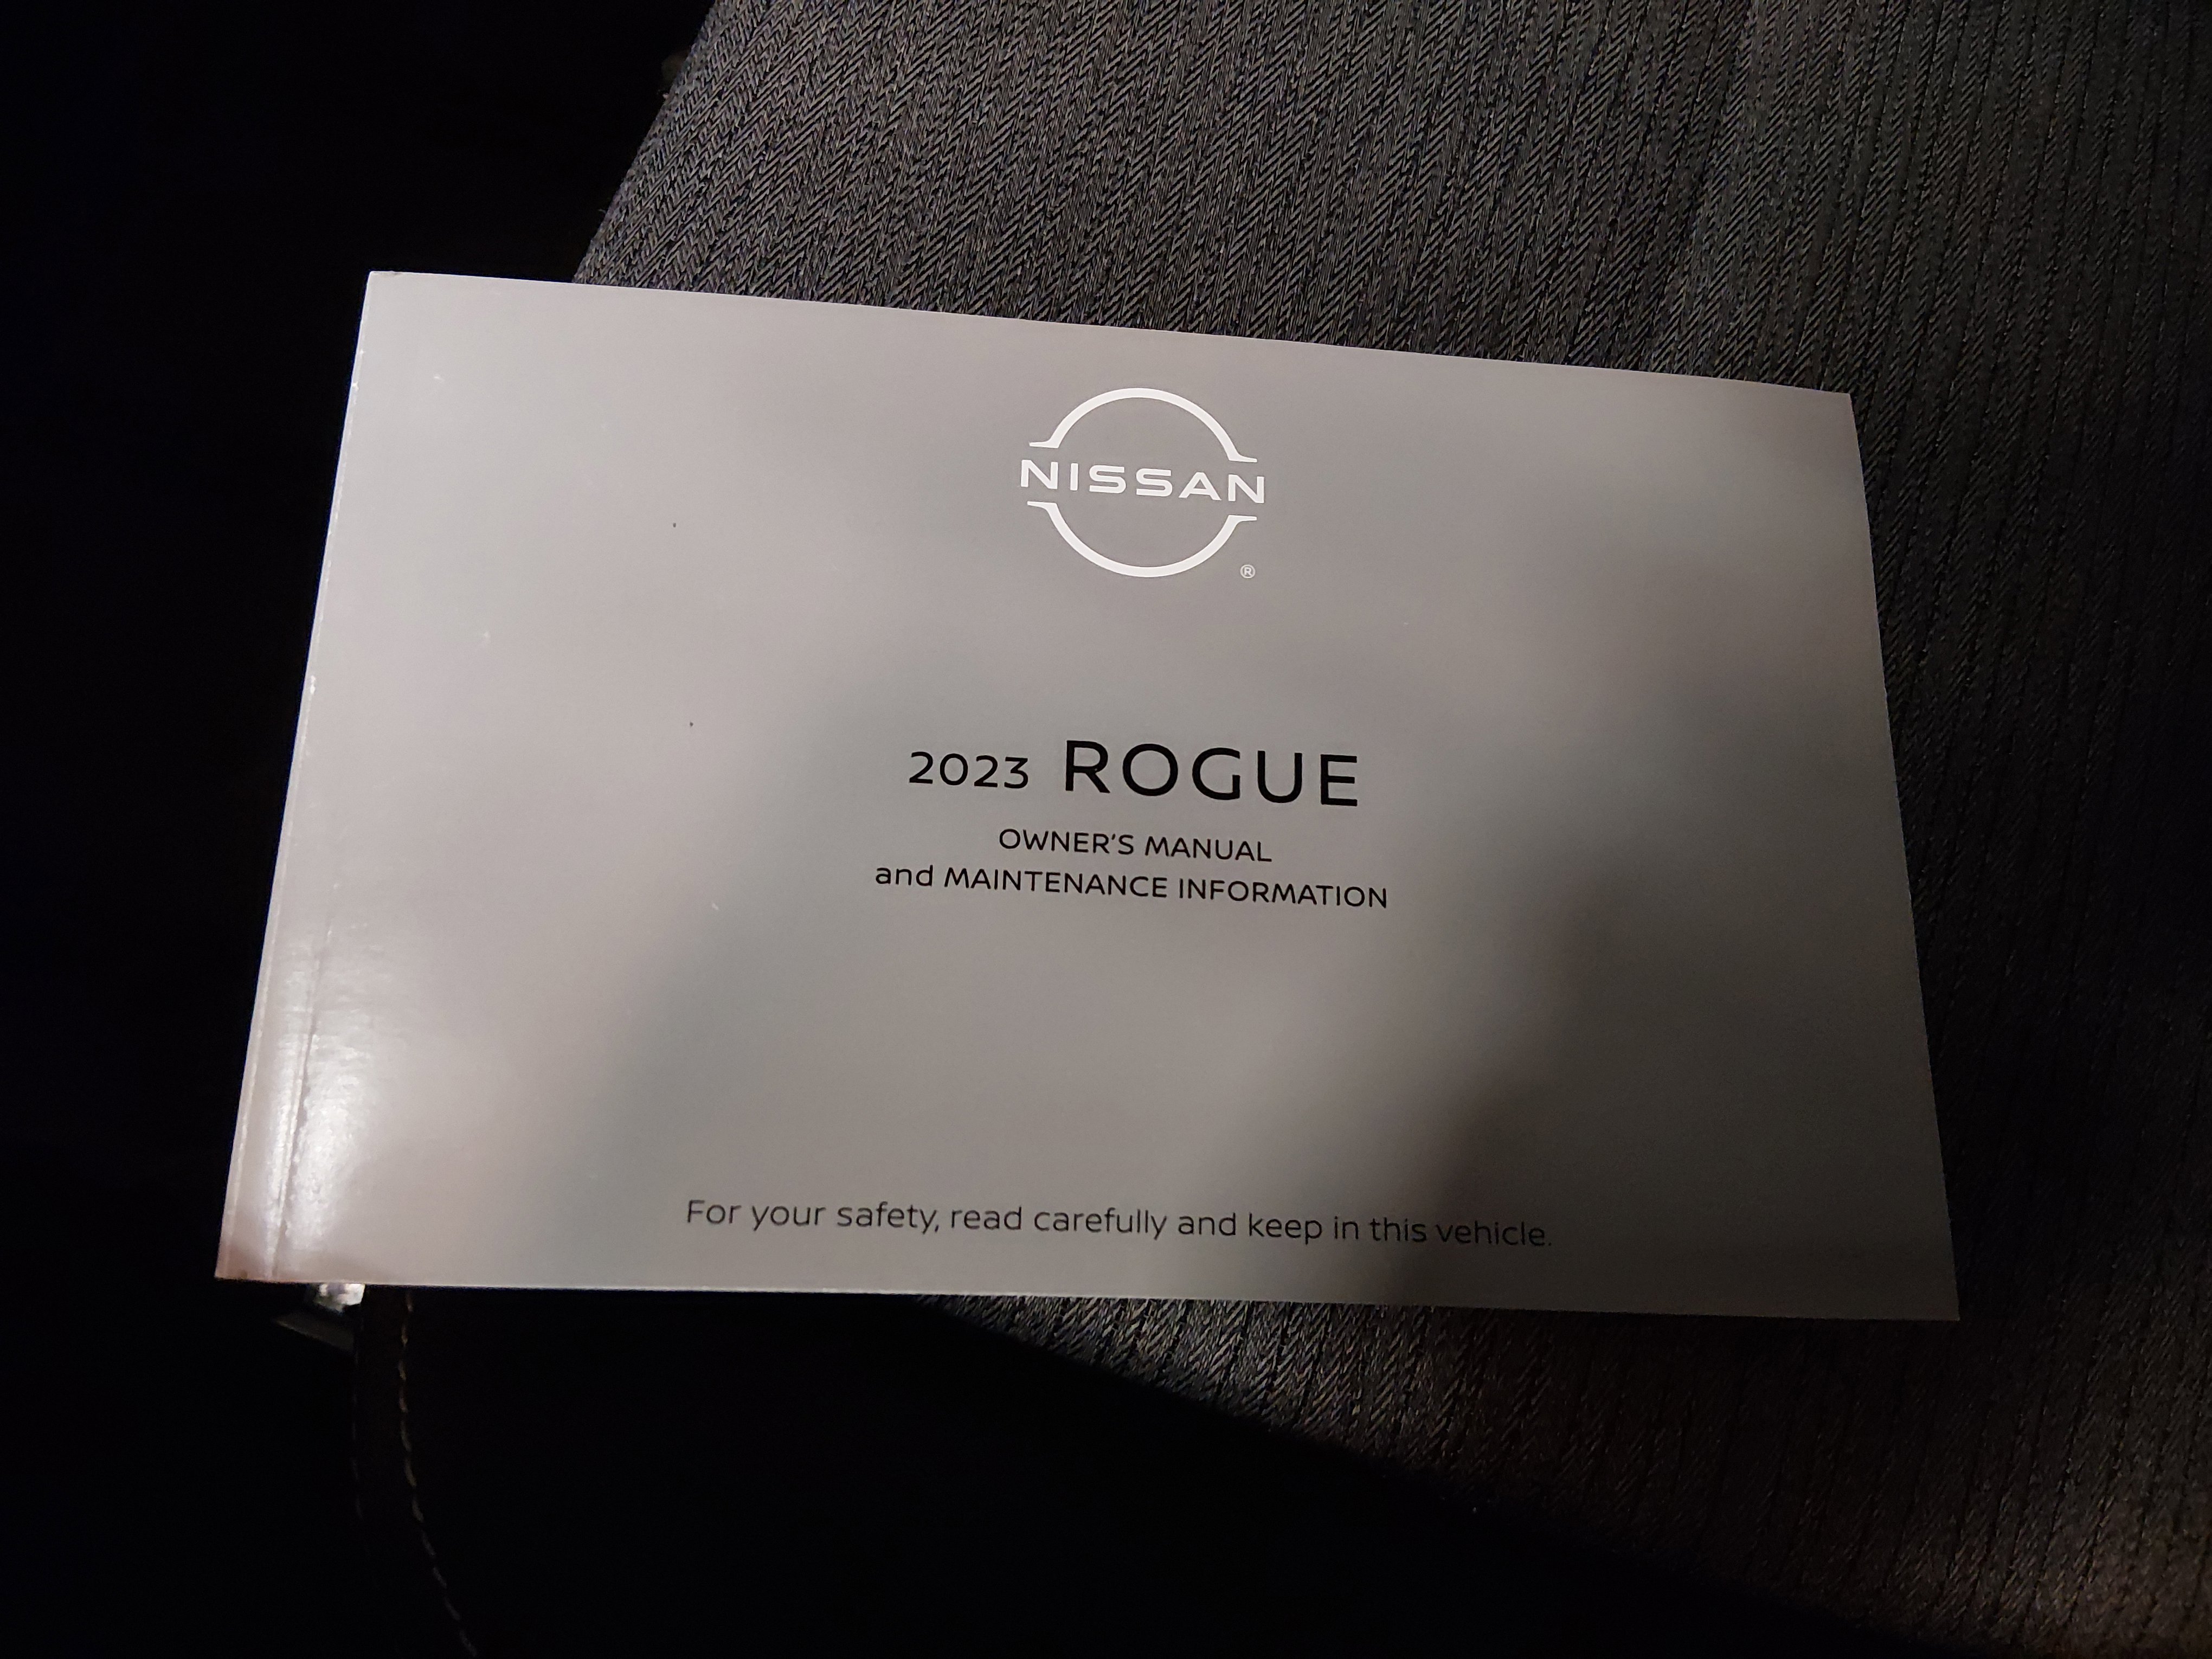 NISSAN
®
2023 ROGUE
OWNER'S MANUAL
and MAINTENANCE INFORMATION
For your safety, read carefully and keep in this vehicle.